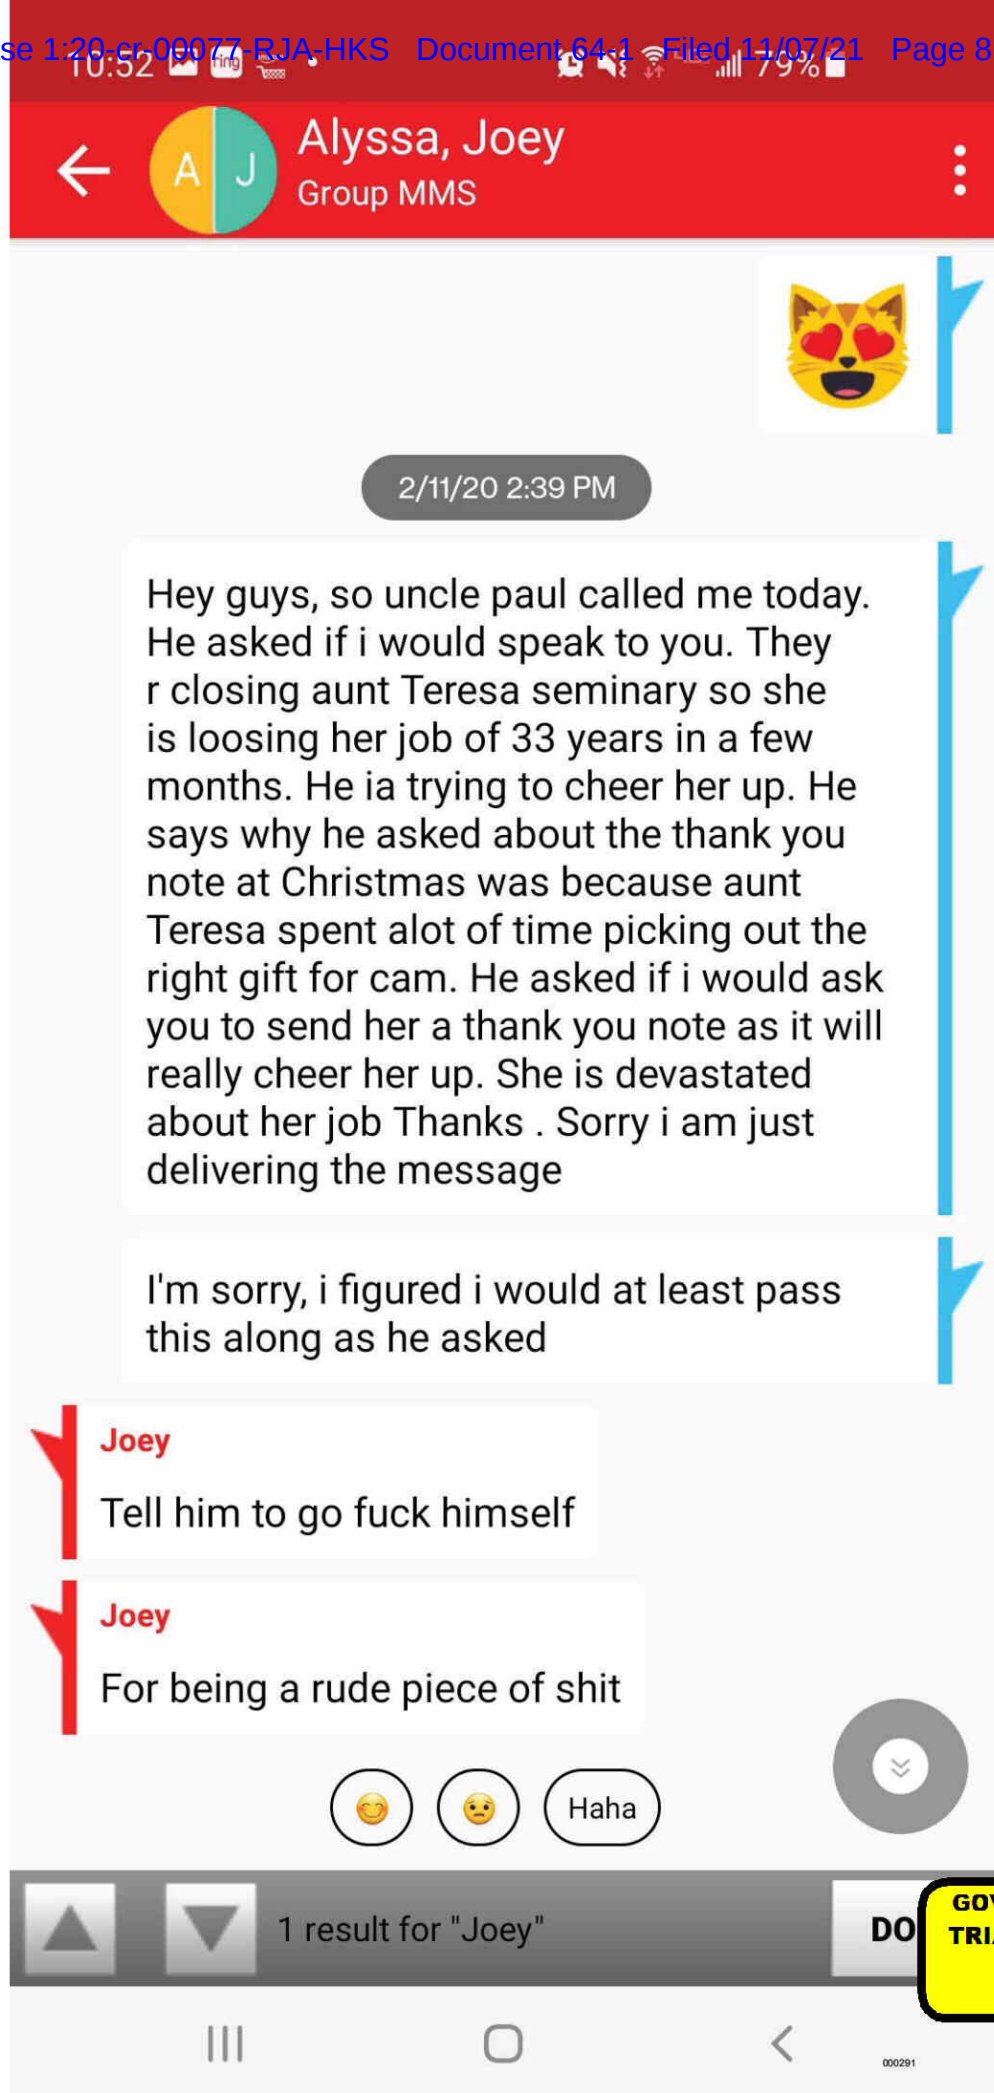 se 1:20-cr-00077-RJA-HKS Document 64-1 Filed 11/07/21 Page 8
10:52 ring 79%
A J Alyssa, Joey
Group MMS
2/11/20 2:39 PM
Hey guys, so uncle paul called me today.
He asked if i would speak to you. They
r closing aunt Teresa seminary so she
is loosing her job of 33 years in a few
months. He ia trying to cheer her up. He
says why he asked about the thank you
note at Christmas was because aunt
Teresa spent alot of time picking out the
right gift for cam. He asked if i would ask
you to send her a thank you note as it will
really cheer her up. She is devastated
about her job Thanks . Sorry i am just
delivering the message
I'm sorry, i figured i would at least pass
this along as he asked
Joey
Tell him to go fuck himself
Joey
For being a rude piece of shit
Haha
1 result for "Joey"
DO
GOV
TRI
000291